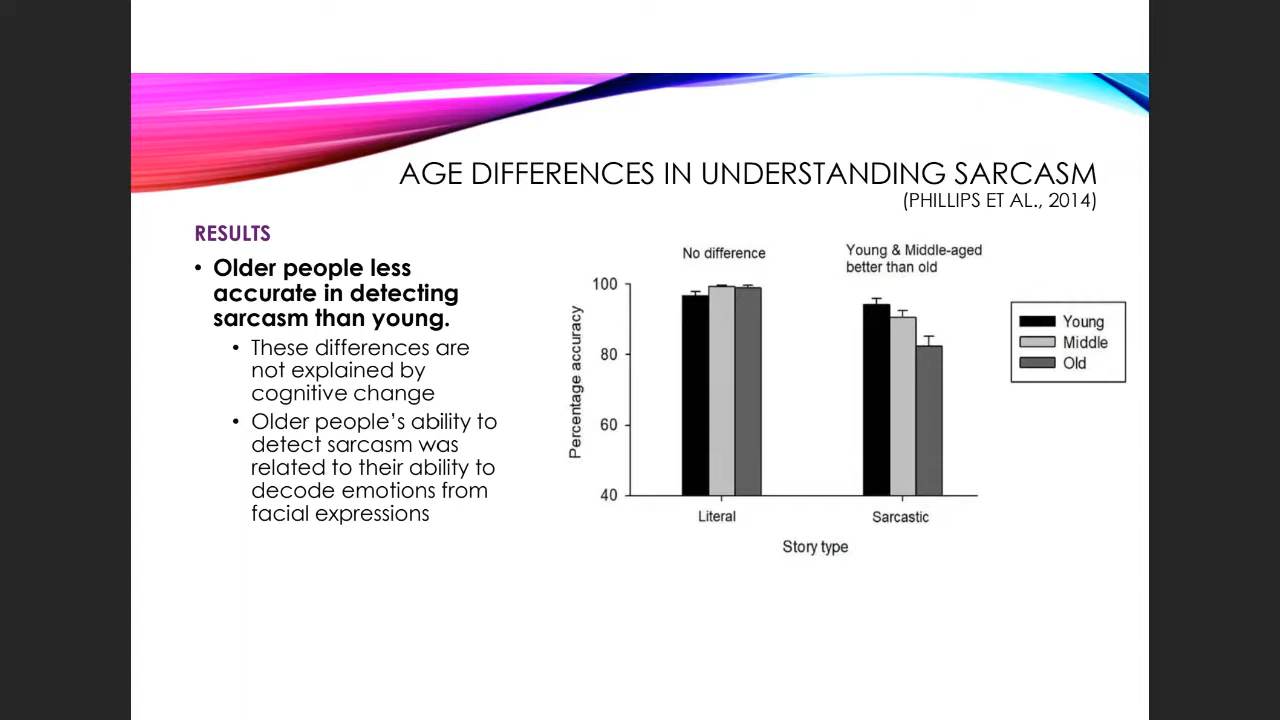 AGE DIFFERENCES IN UNDERSTANDING SARCASM
(PHILLIPS ET AL., 2014)
RESULTS
• Older people less
accurate in detecting
sarcasm than young.
• These differences are
not explained by
cognitive change
• Older people’s ability to
detect sarcasm was
related to their ability to
decode emotions from
facial expressions
No difference
Young & Middle-aged
better than old
Percentage accuracy
100
80
60
40
Literal
Sarcastic
Story type
Young
Middle
Old